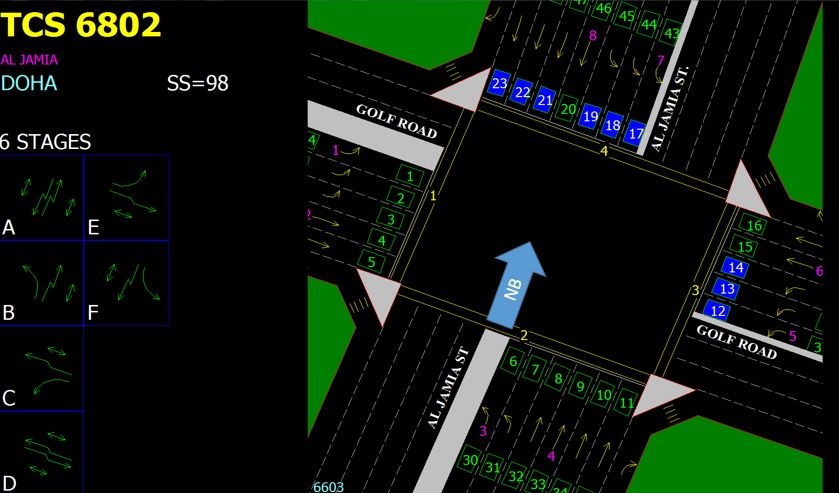 TCS 6802
AL JAMIA
DOHA
SS=98
6 STAGES
A
E
B
F
C
D
46
45
44
43
8
7
23
22
21
20
19
18
17
AL JAMIA ST.
GOLF ROAD
4
4
1
1
1
2
3
4
5
16
15
14
13
12
6
3
5
GOLF ROAD
NB
2
AL JAMIA ST
6
7
8
9
10
11
3
4
30
31
32
33
6603